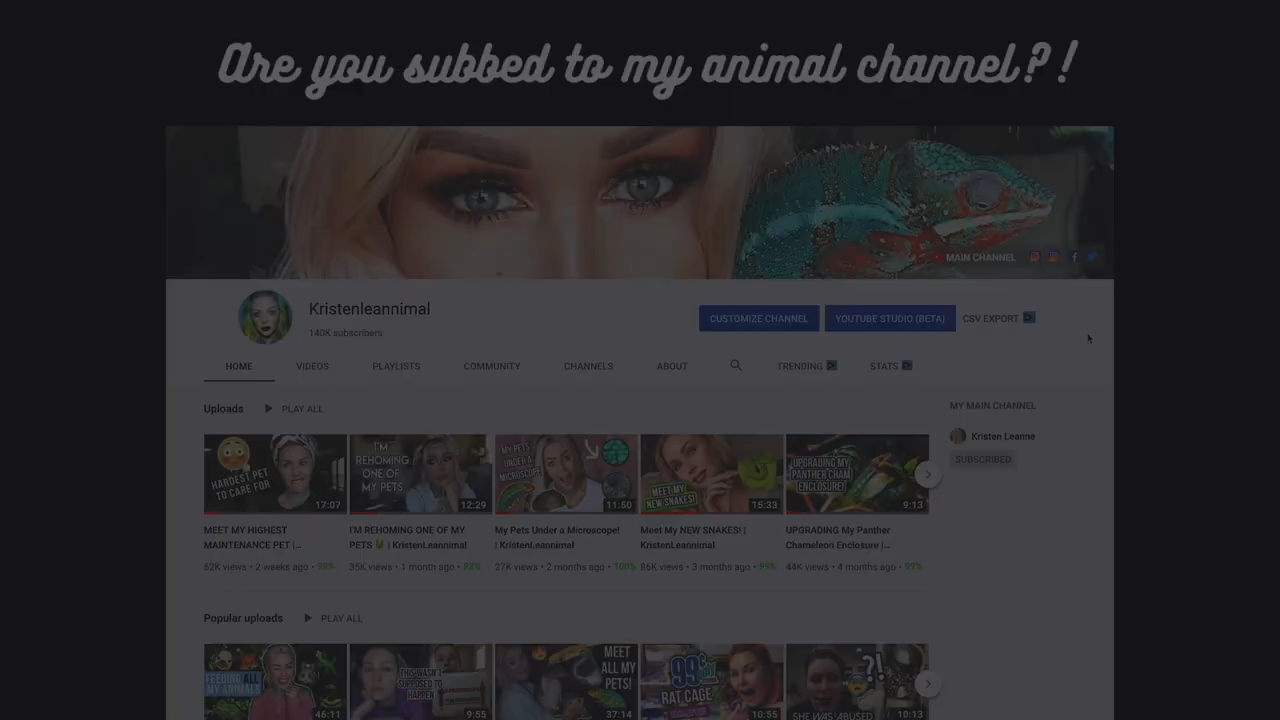 Are you subbed to my animal channel?!
MAIN CHANNEL
Kristenleannimal
140K subscribers
CUSTOMIZE CHANNEL
YOUTUBE STUDIO (BETA)
CSV EXPORT
HOME VIDEOS PLAYLISTS COMMUNITY CHANNELS ABOUT TRENDING STATS
Uploads PLAY ALL
MY MAIN CHANNEL
Kristen Leanne
SUBSCRIBED
HARDEST PET
TO CARE FOR
17:07
I'M
REHOMING
ONE OF
MY PETS
12:29
MY PETS
UNDER A
MICROSCOPE!
11:50
MEET MY
NEW SNAKES!
15:33
UPGRADING MY
PANTHER CHAM
ENCLOSURE!
9:13
MEET MY HIGHEST
MAINTENANCE PET |...
62K views • 2 weeks ago • 98%
I'M REHOMING ONE OF MY
PETS | KristenLeannimal
35K views • 1 month ago • 98%
My Pets Under a Microscope!
| KristenLeannimal
27K views • 2 months ago • 100%
Meet My NEW SNAKES! |
KristenLeannimal
86K views • 3 months ago • 99%
UPGRADING My Panther
Chameleon Enclosure |...
44K views • 4 months ago • 99%
Popular uploads PLAY ALL
FEEDING ALL
MY ANIMALS
46:11
THIS WASN'T
SUPPOSED TO
HAPPEN
9:55
MEET
ALL MY
PETS!
37:14
99¢
RAT CAGE
10:55
?!
SHE WAS ABUSED
10:13